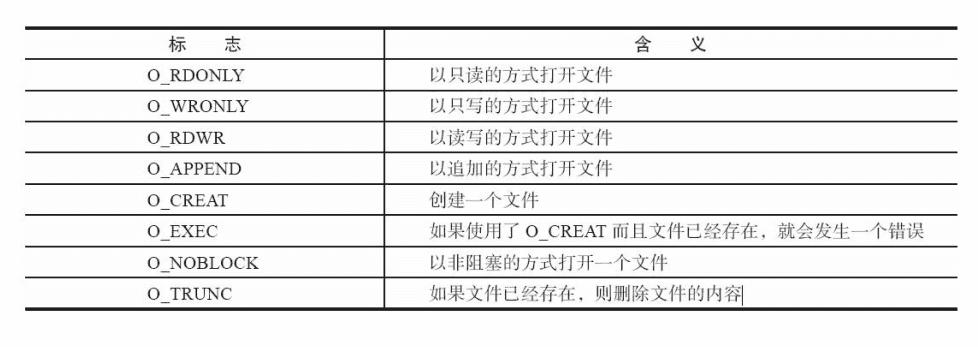 标 志 含 义
O_RDONLY 以只读的方式打开文件
O_WRONLY 以只写的方式打开文件
O_RDWR 以读写的方式打开文件
O_APPEND 以追加的方式打开文件
O_CREAT 创建一个文件
O_EXEC 如果使用了 O_CREAT 而且文件已经存在，就会发生一个错误
O_NOBLOCK 以非阻塞的方式打开一个文件
O_TRUNC 如果文件已经存在，则删除文件的内容